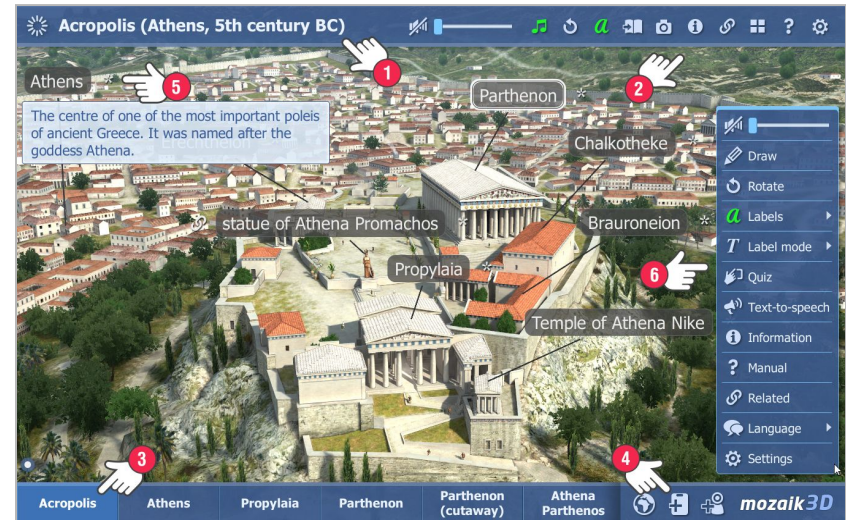 Acropolis (Athens, 5th century BC)
a
i
?
1
2
Athens *
5
The centre of one of the most important poleis
of ancient Greece. It was named after the
goddess Athena.
Erechtheion
Parthenon *
Chalkotheke
statue of Athena Promachos *
Brauroneion *
Propylaia *
Temple of Athena Nike
Draw
Rotate
a Labels
T Label mode
6
Quiz
Text-to-speech
i Information
? Manual
Related
Language
Settings
3
4
Acropolis
Athens
Propylaia
Parthenon
Parthenon
(cutaway)
Athena
Parthenos
mozaik3D